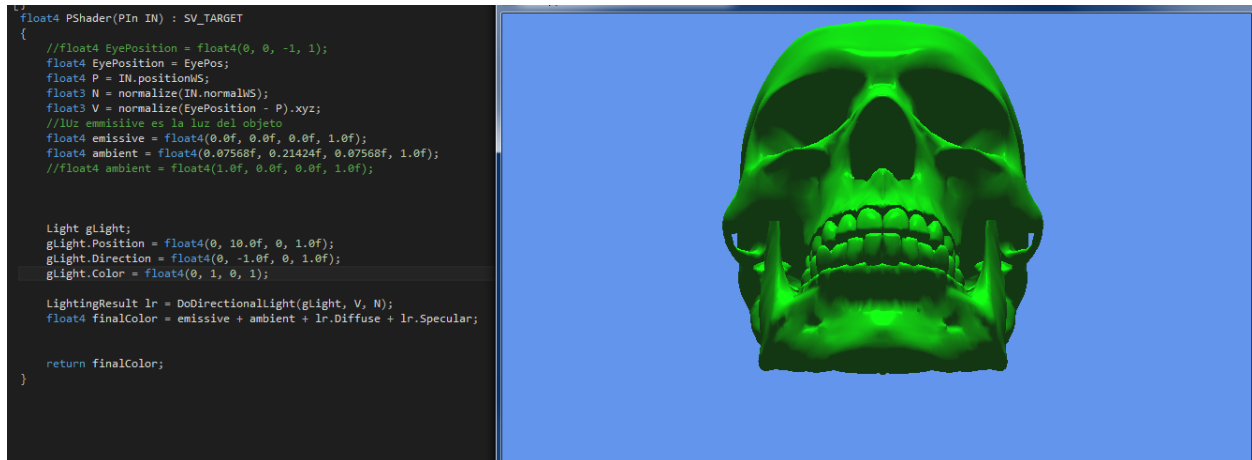 float4 PShader(PIn IN) : SV_TARGET
{
//float4 EyePosition = float4(0, 0, -1, 1);
float4 EyePosition = EyePos;
float4 P = IN.positionWS;
float3 N = normalize(IN.normalWS);
float3 V = normalize(EyePosition - P).xyz;
//lUz emmisiive es la luz del objeto
float4 emissive = float4(0.0f, 0.0f, 0.0f, 1.0f);
float4 ambient = float4(0.07568f, 0.21424f, 0.07568f, 1.0f);
//float4 ambient = float4(1.0f, 0.0f, 0.0f, 1.0f);
Light gLight;
gLight.Position = float4(0, 10.0f, 0, 1.0f);
gLight.Direction = float4(0, -1.0f, 0, 1.0f);
gLight.Color = float4(0, 1, 0, 1);
LightingResult lr = DoDirectionalLight(gLight, V, N);
float4 finalColor = emissive + ambient + lr.Diffuse + lr.Specular;
return finalColor;
}